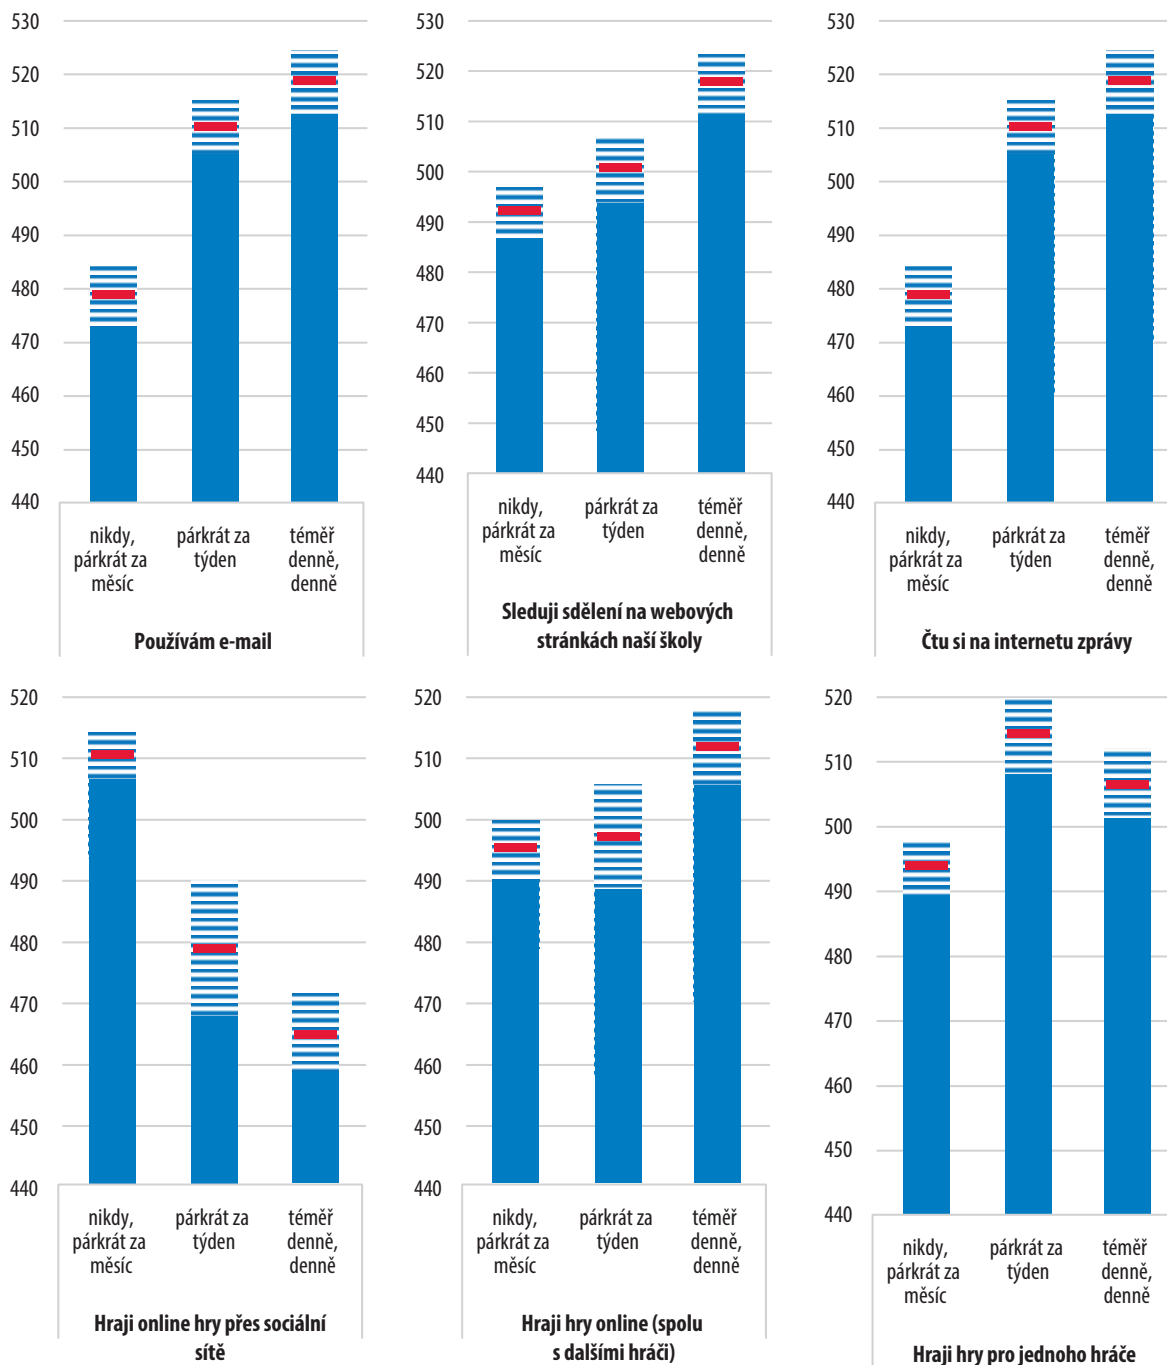 530
520
510
500
490
480
470
460
450
440
nikdy,
párkrát za
měsíc
párkrát za
týden
téměř
denně,
denně
Používám e-mail
530
520
510
500
490
480
470
460
450
440
nikdy,
párkrát za
měsíc
párkrát za
týden
téměř
denně,
denně
Sleduji sdělení na webových
stránkách naší školy
530
520
510
500
490
480
470
460
450
440
nikdy,
párkrát za
měsíc
párkrát za
týden
téměř
denně,
denně
Čtu si na internetu zprávy
520
510
500
490
480
470
460
450
440
nikdy,
párkrát za
měsíc
párkrát za
týden
téměř
denně,
denně
Hraji online hry přes sociální
sítě
520
510
500
490
480
470
460
450
440
nikdy,
párkrát za
měsíc
párkrát za
týden
téměř
denně,
denně
Hraji hry online (spolu
s dalšími hráči)
520
510
500
490
480
470
460
450
440
nikdy,
párkrát za
měsíc
párkrát za
týden
téměř
denně,
denně
Hraji hry pro jednoho hráče